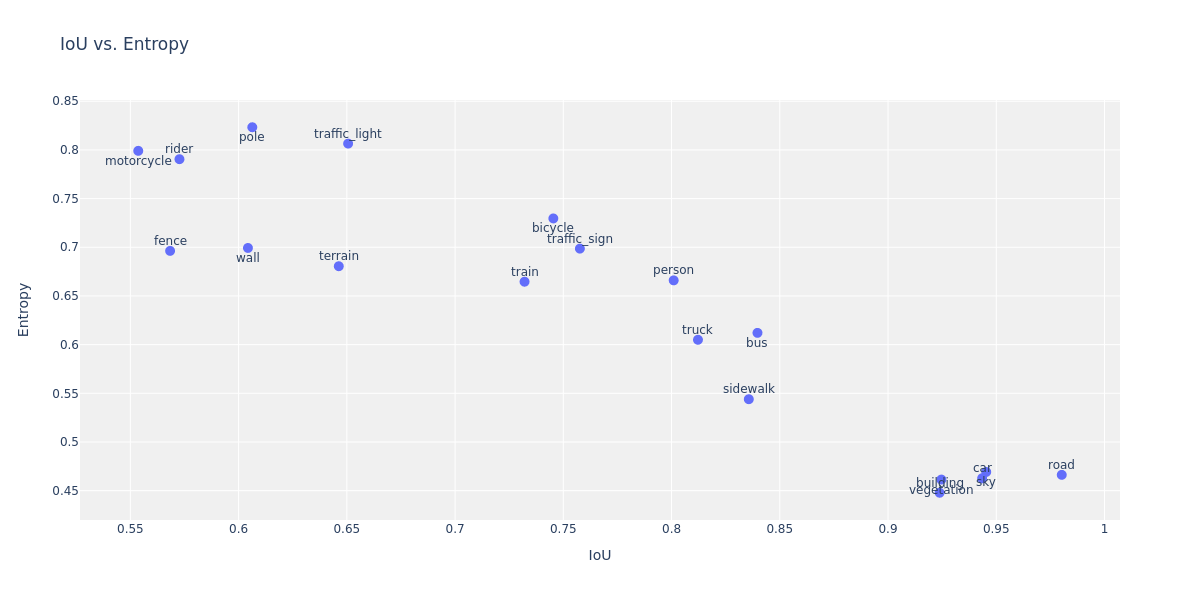 IoU vs. Entropy
0.85
0.8
0.75
0.7
0.65
0.6
0.55
0.5
0.45
Entropy
pole
traffic_light
rider
motorcycle
bicycle
traffic_sign
fence
wall
terrain
train
person
truck
bus
sidewalk
car
road
sky
building
vegetation
0.55 0.6 0.65 0.7 0.75 0.8 0.85 0.9 0.95 1
IoU